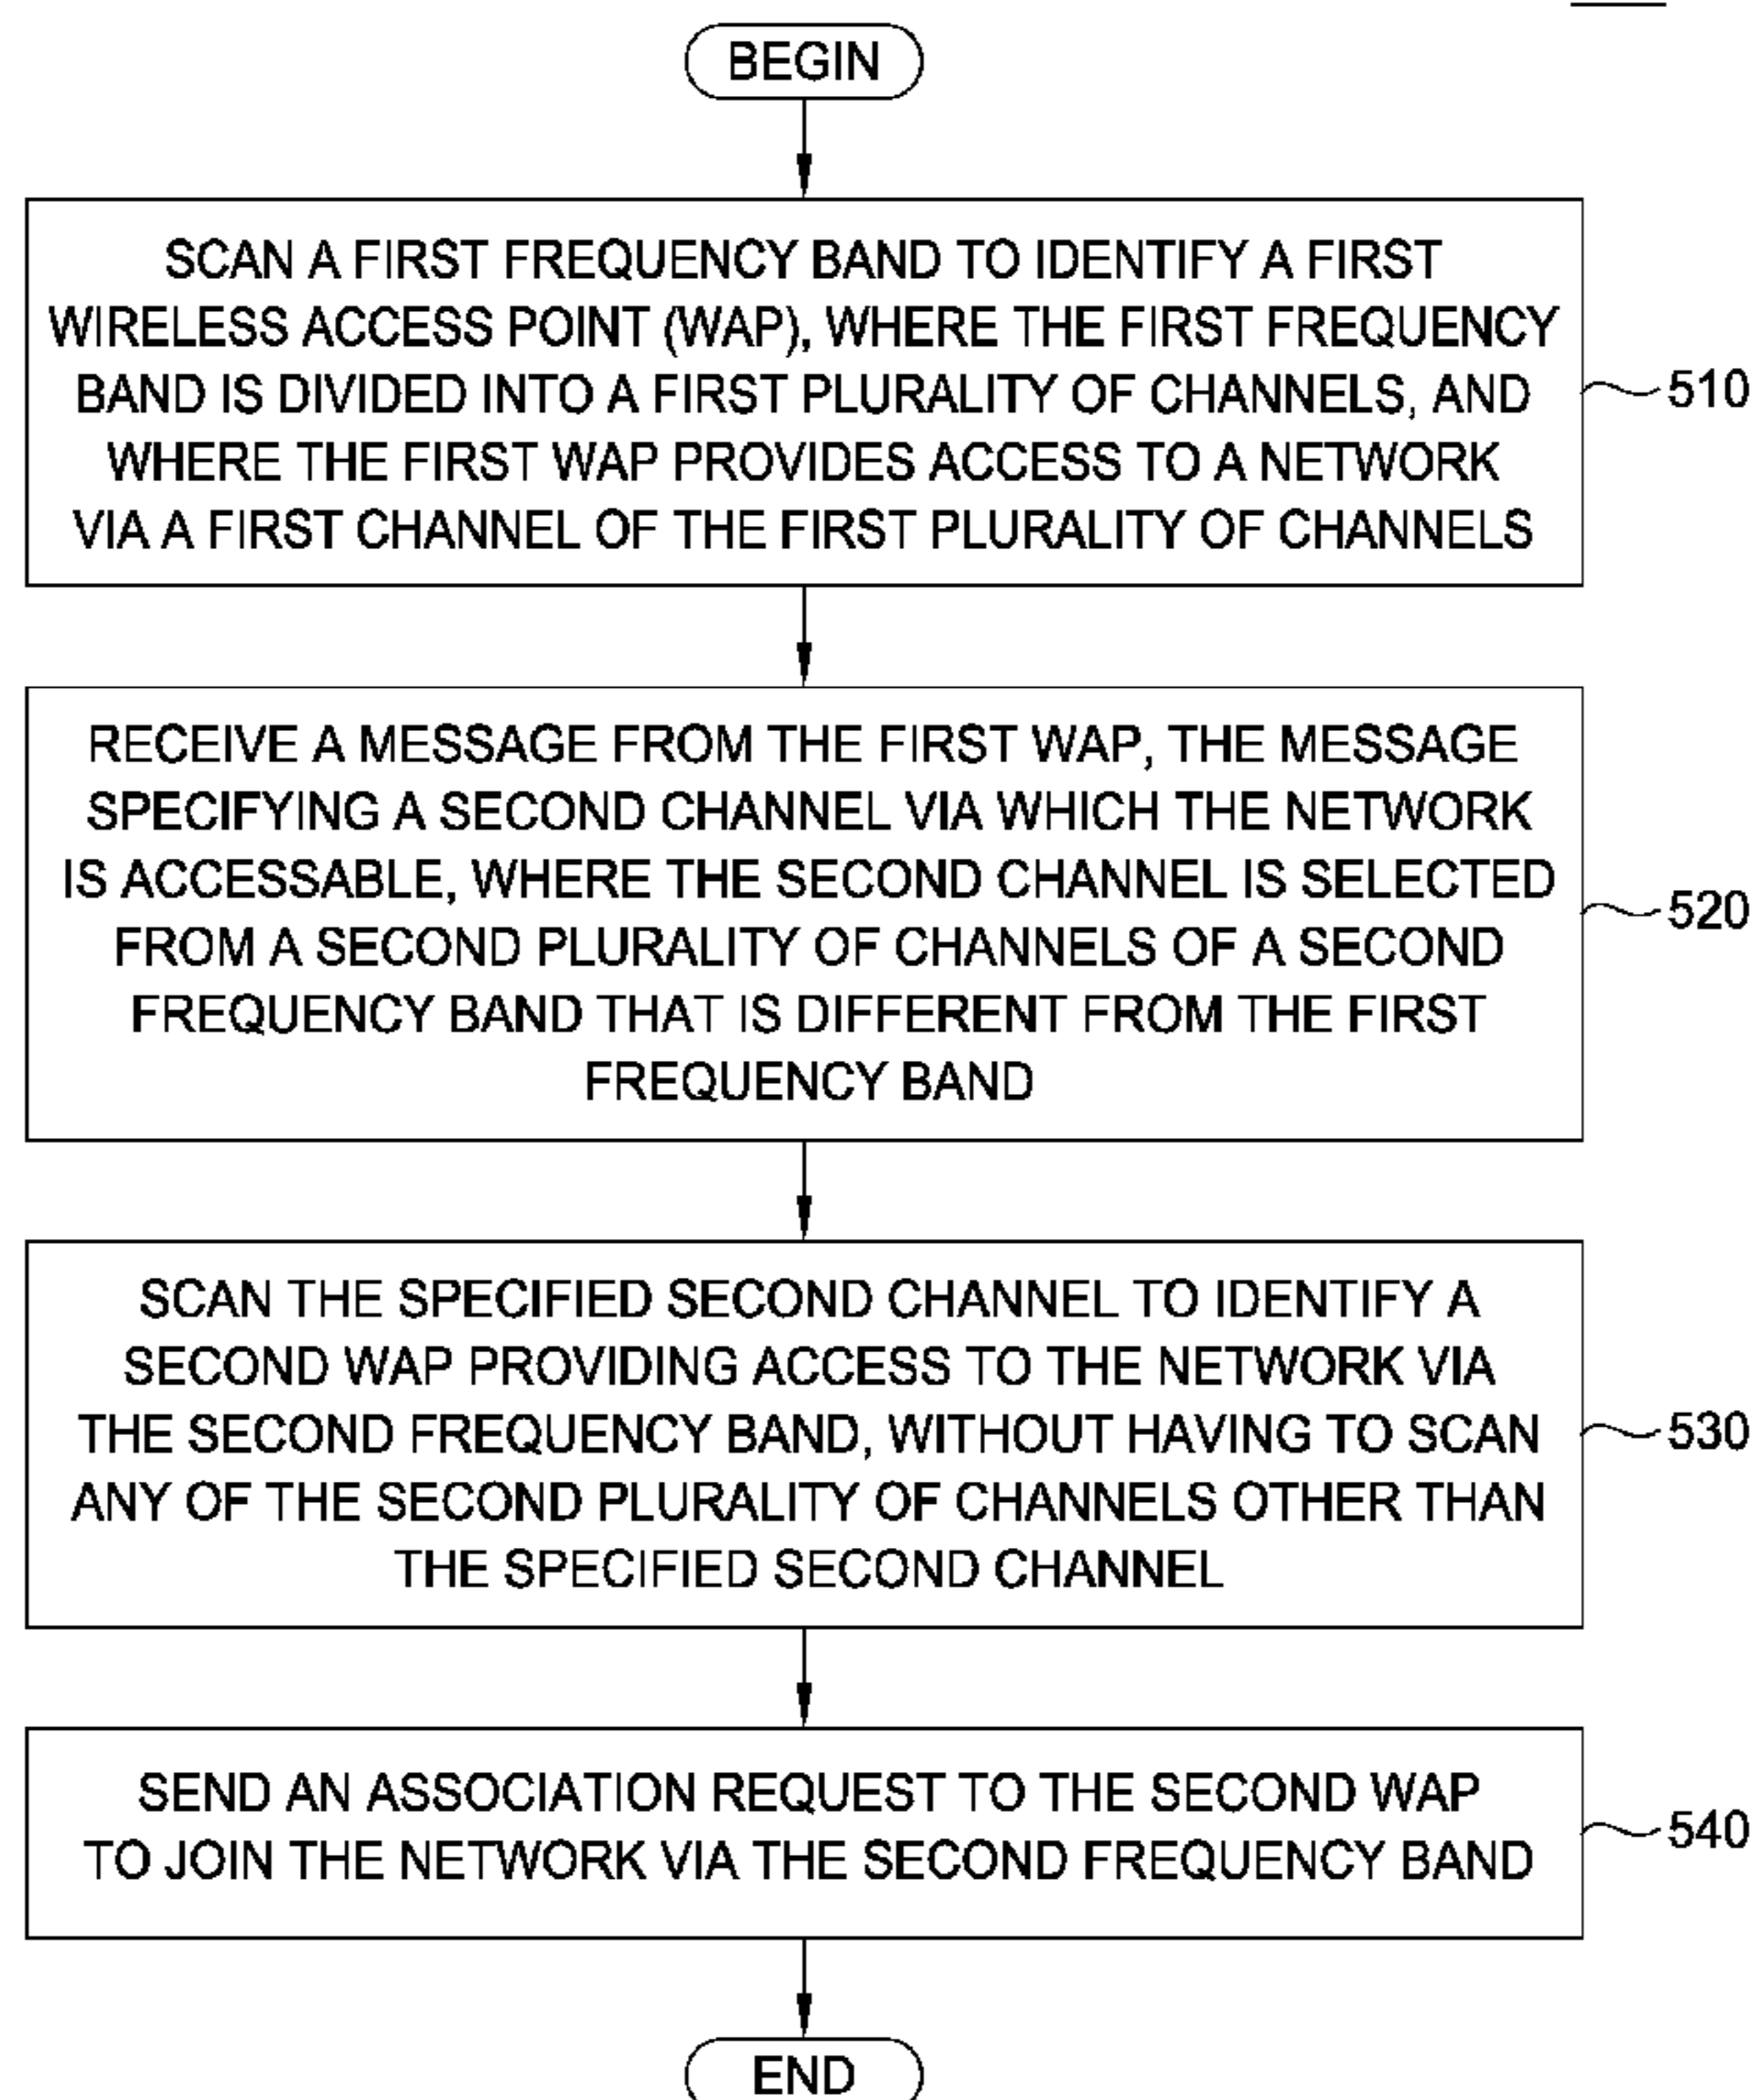 BEGIN
SCAN A FIRST FREQUENCY BAND TO IDENTIFY A FIRST
WIRELESS ACCESS POINT (WAP), WHERE THE FIRST FREQUENCY
BAND IS DIVIDED INTO A FIRST PLURALITY OF CHANNELS, AND
WHERE THE FIRST WAP PROVIDES ACCESS TO A NETWORK
VIA A FIRST CHANNEL OF THE FIRST PLURALITY OF CHANNELS
510
RECEIVE A MESSAGE FROM THE FIRST WAP, THE MESSAGE
SPECIFYING A SECOND CHANNEL VIA WHICH THE NETWORK
IS ACCESSABLE, WHERE THE SECOND CHANNEL IS SELECTED
FROM A SECOND PLURALITY OF CHANNELS OF A SECOND
FREQUENCY BAND THAT IS DIFFERENT FROM THE FIRST
FREQUENCY BAND
520
SCAN THE SPECIFIED SECOND CHANNEL TO IDENTIFY A
SECOND WAP PROVIDING ACCESS TO THE NETWORK VIA
THE SECOND FREQUENCY BAND, WITHOUT HAVING TO SCAN
ANY OF THE SECOND PLURALITY OF CHANNELS OTHER THAN
THE SPECIFIED SECOND CHANNEL
530
SEND AN ASSOCIATION REQUEST TO THE SECOND WAP
TO JOIN THE NETWORK VIA THE SECOND FREQUENCY BAND
540
END